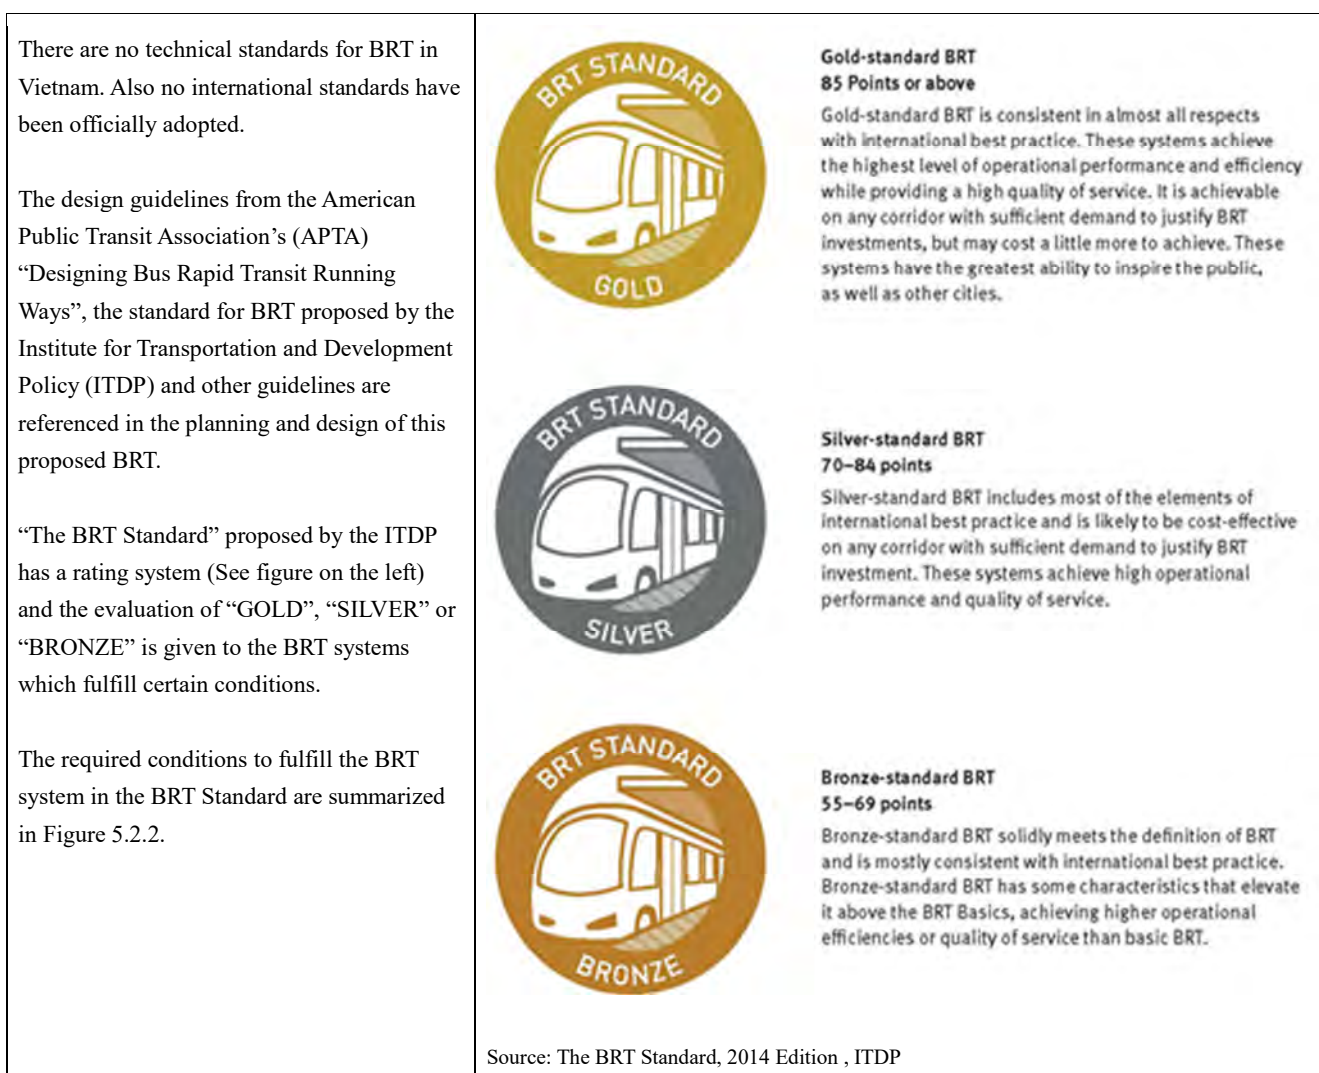 There are no technical standards for BRT in
Vietnam. Also no international standards have
been officially adopted.
The design guidelines from the American
Public Transit Association’s (APTA)
“Designing Bus Rapid Transit Running
Ways”, the standard for BRT proposed by the
Institute for Transportation and Development
Policy (ITDP) and other guidelines are
referenced in the planning and design of this
proposed BRT.
“The BRT Standard” proposed by the ITDP
has a rating system (See figure on the left)
and the evaluation of “GOLD”, “SILVER” or
“BRONZE” is given to the BRT systems
which fulfill certain conditions.
The required conditions to fulfill the BRT
system in the BRT Standard are summarized
in Figure 5.2.2.
BRT STANDARD
GOLD
Gold-standard BRT
85 Points or above
Gold-standard BRT is consistent in almost all respects
with international best practice. These systems achieve
the highest level of operational performance and efficiency
while providing a high quality of service. It is achievable
on any corridor with sufficient demand to justify BRT
investments, but may cost a little more to achieve. These
systems have the greatest ability to inspire the public,
as well as other cities.
BRT STANDARD
SILVER
Silver-standard BRT
70–84 points
Silver-standard BRT includes most of the elements of
international best practice and is likely to be cost-effective
on any corridor with sufficient demand to justify BRT
investment. These systems achieve high operational
performance and quality of service.
BRT STANDARD
BRONZE
Bronze-standard BRT
55–69 points
Bronze-standard BRT solidly meets the definition of BRT
and is mostly consistent with international best practice.
Bronze-standard BRT has some characteristics that elevate
it above the BRT Basics, achieving higher operational
efficiencies or quality of service than basic BRT.
Source: The BRT Standard, 2014 Edition , ITDP